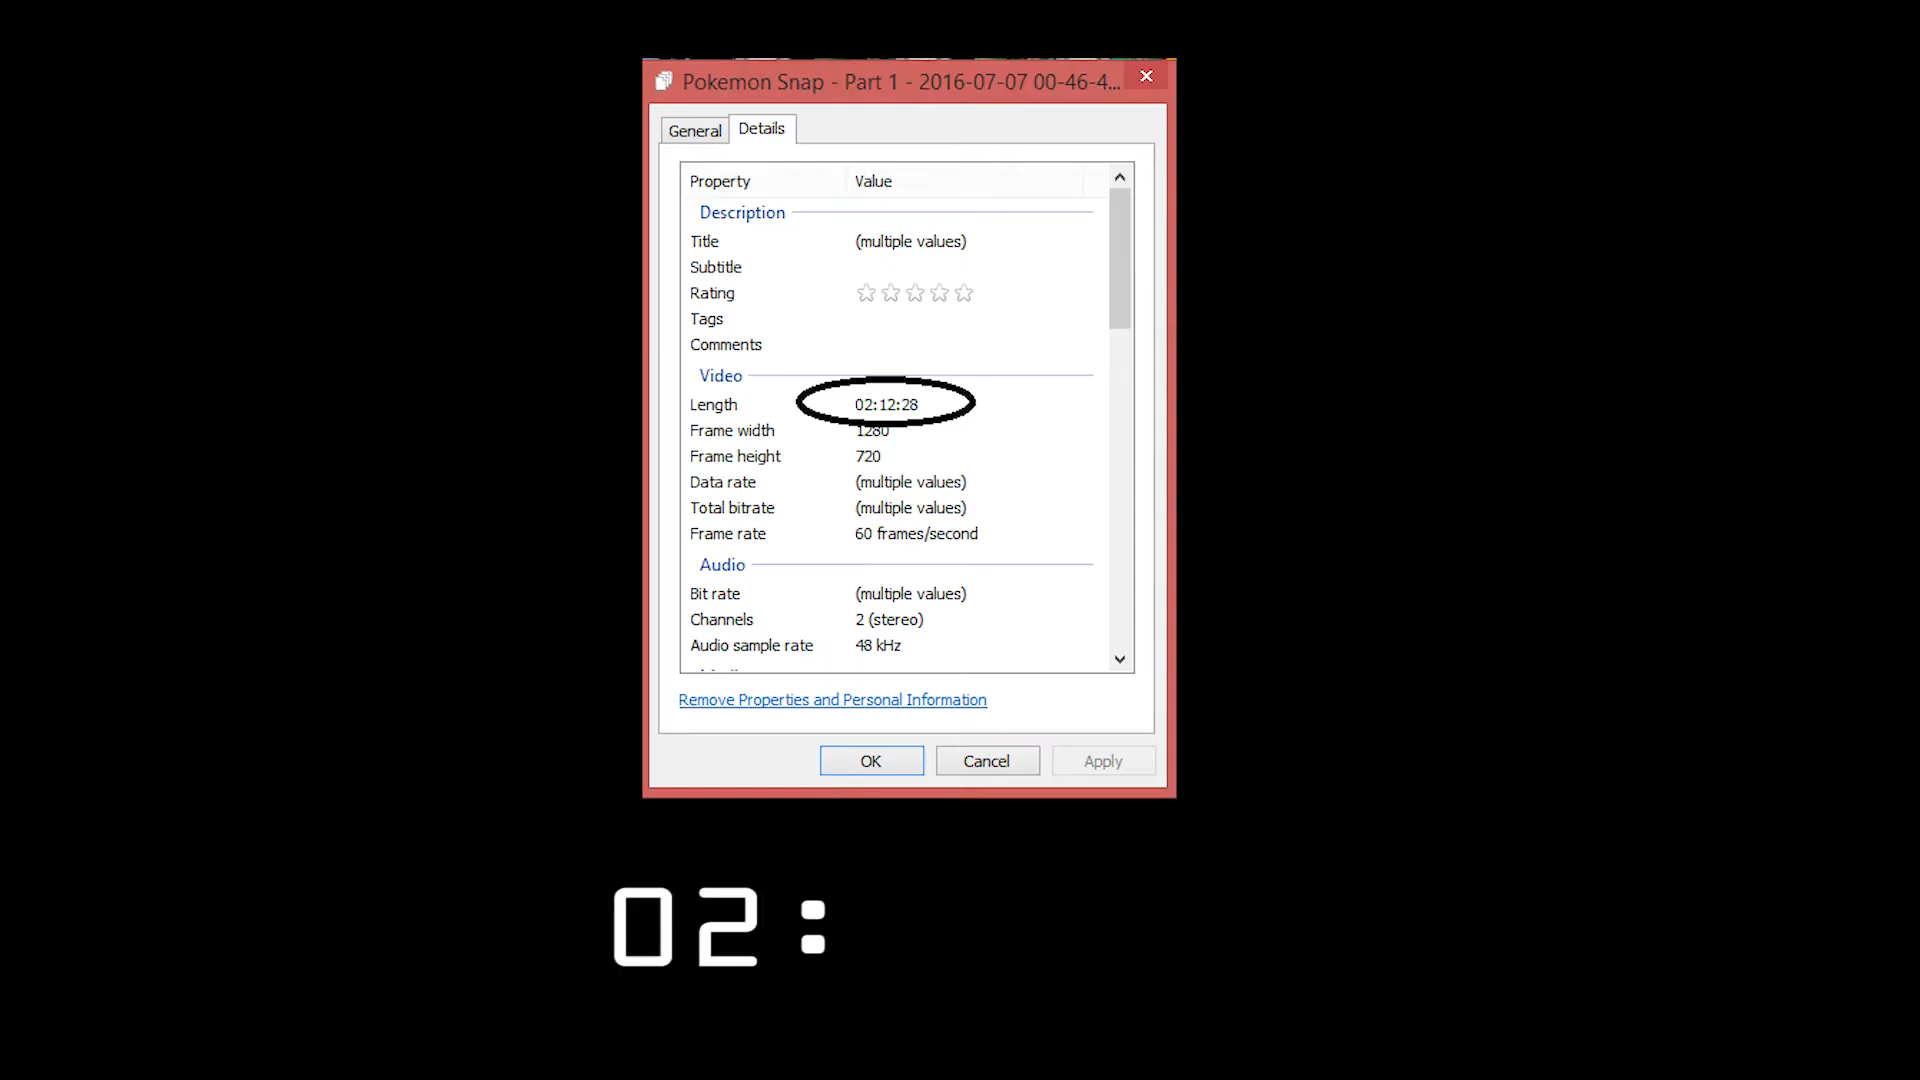 Pokemon Snap - Part 1 - 2016-07-07 00-46-4...
General Details
Property Value
Description
Title (multiple values)
Subtitle
Rating
Tags
Comments
Video
Length 02:12:28
Frame width 1280
Frame height 720
Data rate (multiple values)
Total bitrate (multiple values)
Frame rate 60 frames/second
Audio
Bit rate (multiple values)
Channels 2 (stereo)
Audio sample rate 48 kHz
Remove Properties and Personal Information
OK Cancel Apply
02: